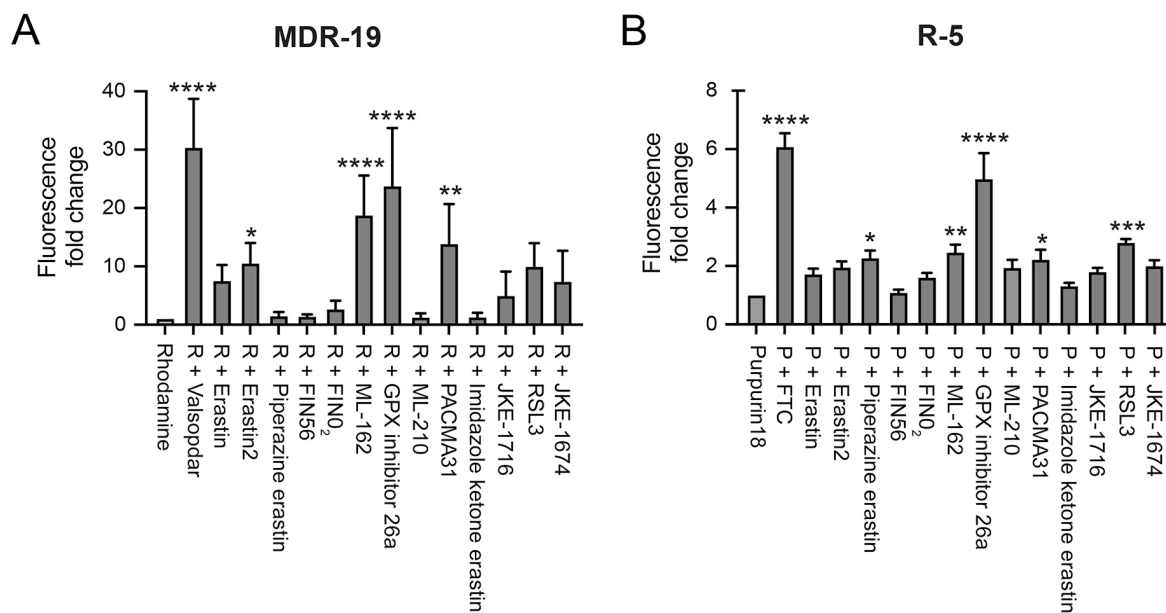 A
MDR-19
Fluorescence
fold change
40
30
20
10
0
****
*
****
****
**
Rhodamine
R + Valsopdar
R + Erastin
R + Erastin2
R + Piperazine erastin
R + FIN56
R + FIN0₂
R + ML-162
R + GPX inhibitor 26a
R + ML-210
R + PACMA31
R + Imidazole ketone erastin
R + JKE-1716
R + RSL3
R + JKE-1674
B
R-5
Fluorescence
fold change
8
6
4
2
0
****
*
**
****
*
***
Purpurin18
P + FTC
P + Erastin
P + Erastin2
P + Piperazine erastin
P + FIN56
P + FIN0₂
P + ML-162
P + GPX inhibitor 26a
P + ML-210
P + PACMA31
P + Imidazole ketone erastin
P + JKE-1716
P + RSL3
P + JKE-1674